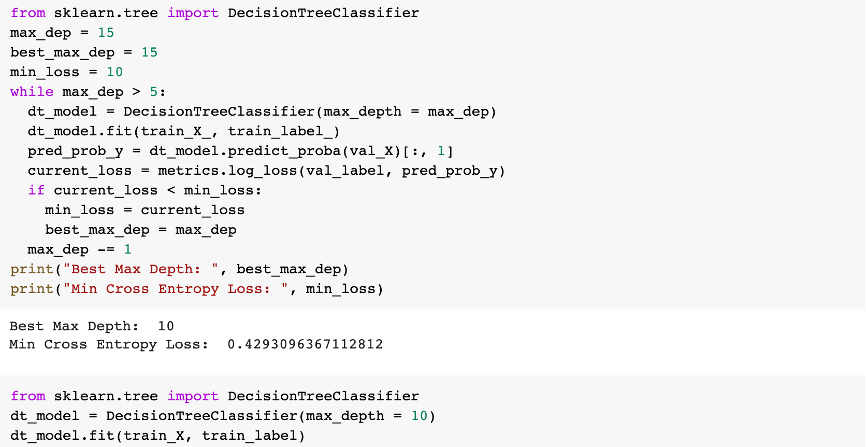 from sklearn.tree import DecisionTreeClassifier
max_dep = 15
best_max_dep = 15
min_loss = 10
while max_dep > 5:
  dt_model = DecisionTreeClassifier(max_depth = max_dep)
  dt_model.fit(train_X_, train_label_)
  pred_prob_y = dt_model.predict_proba(val_X)[:, 1]
  current_loss = metrics.log_loss(val_label, pred_prob_y)
  if current_loss < min_loss:
    min_loss = current_loss
    best_max_dep = max_dep
  max_dep -= 1
print("Best Max Depth: ", best_max_dep)
print("Min Cross Entropy Loss: ", min_loss)
Best Max Depth:  10
Min Cross Entropy Loss:  0.4293096367112812
from sklearn.tree import DecisionTreeClassifier
dt_model = DecisionTreeClassifier(max_depth = 10)
dt_model.fit(train_X, train_label)